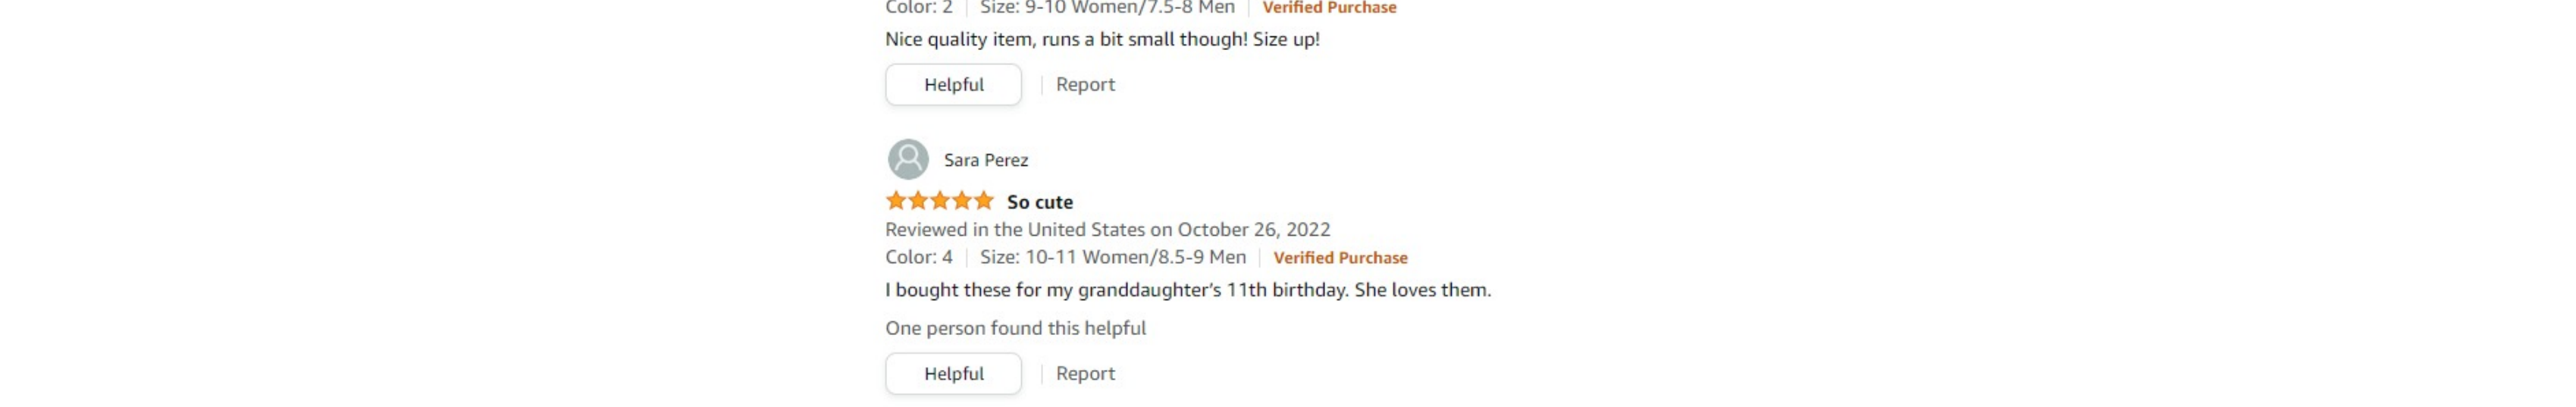 Color: 2 | Size: 9-10 Women/7.5-8 Men | Verified Purchase
Nice quality item, runs a bit small though! Size up!
Helpful | Report
Sara Perez
So cute
Reviewed in the United States on October 26, 2022
Color: 4 | Size: 10-11 Women/8.5-9 Men | Verified Purchase
I bought these for my granddaughter’s 11th birthday. She loves them.
One person found this helpful
Helpful | Report